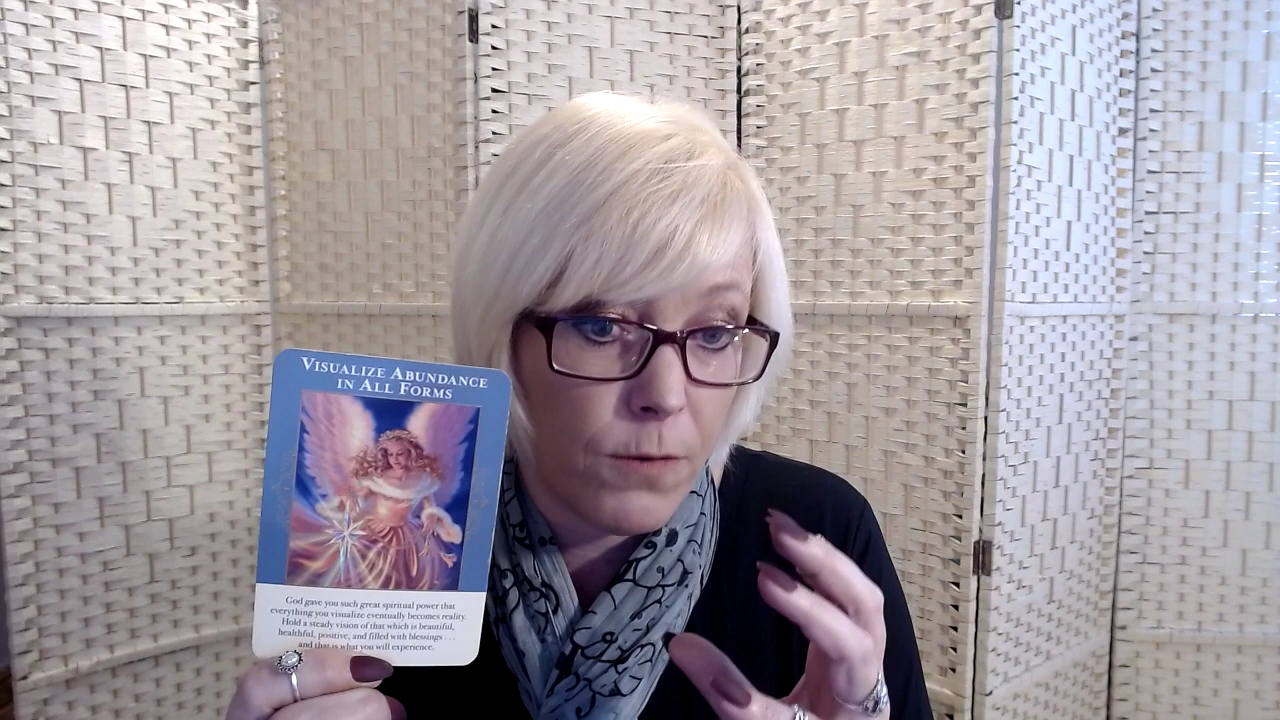 VISUALIZE ABUNDANCE
IN ALL FORMS
God gave you such great spiritual power that
everything you visualize eventually becomes reality.
Hold a steady vision of that which is beautiful,
healthful, positive, and filled with blessings . . .
and that is what you will experience.